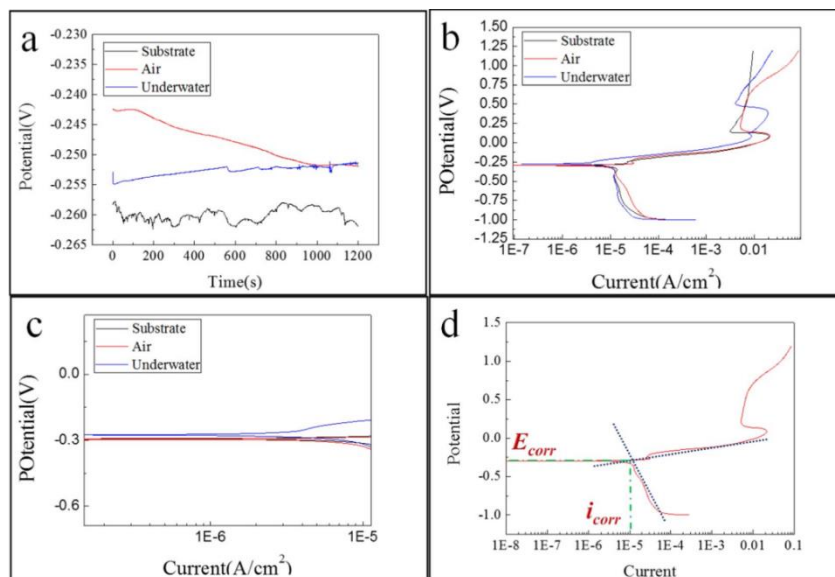 a
-0.230
-0.235
-0.240
-0.245
-0.250
-0.255
-0.260
-0.265
Potential(V)
Substrate
Air
Underwater
0
200
400
600
800
1000
1200
Time(s)
b
1.25
1.00
0.75
0.50
0.25
0.00
-0.25
-0.50
-0.75
-1.00
-1.25
POtential(V)
Substrate
Air
Underwater
1E-7
1E-6
1E-5
1E-4
1E-3
0.01
Current(A/cm²)
c
0.0
-0.3
-0.6
POtential(V)
Substrate
Air
Underwater
1E-6
1E-5
Current(A/cm²)
d
1.5
1.0
0.5
0.0
-0.5
-1.0
Potential
E corr
i corr
1E-8
1E-7
1E-6
1E-5
1E-4
1E-3
0.01
0.1
Current